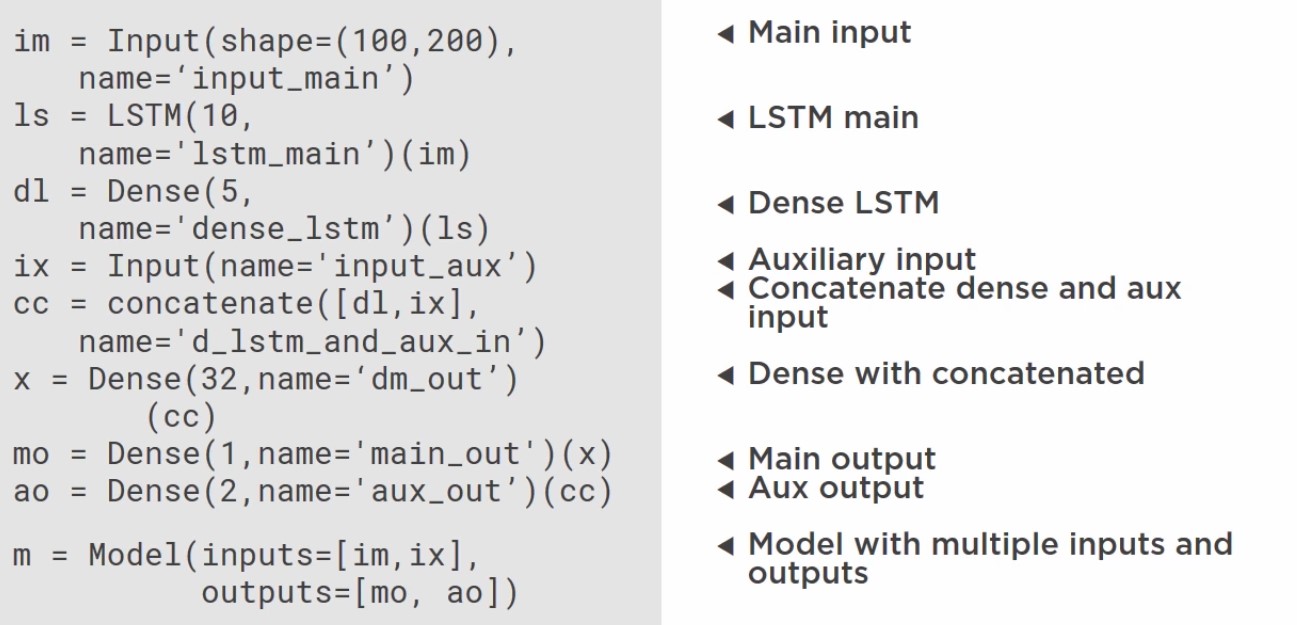 im = Input(shape=(100,200),
    name=‘input_main’)
ls = LSTM(10,
    name='lstm_main’)(im)
dl = Dense(5,
    name='dense_lstm’)(ls)
ix = Input(name='input_aux’)
cc = concatenate([dl,ix],
    name='d_lstm_and_aux_in’)
x = Dense(32,name=‘dm_out’)
        (cc)
mo = Dense(1,name='main_out')(x)
ao = Dense(2,name='aux_out’)(cc)
m = Model(inputs=[im,ix],
          outputs=[mo, ao])
◀ Main input
◀ LSTM main
◀ Dense LSTM
◀ Auxiliary input
◀ Concatenate dense and aux
input
◀ Dense with concatenated
◀ Main output
◀ Aux output
◀ Model with multiple inputs and
outputs